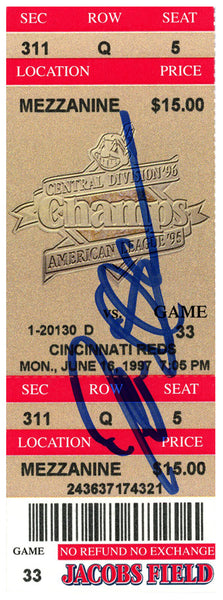 SEC ROW SEAT
311 Q 5
LOCATION PRICE
MEZZANINE $15.00
CENTRAL DIVISION '96
Champs
AMERICAN LEAGUE '95
GAME
VS. 33
1-20130 D
CINCINNATI REDS
MON., JUNE 16, 1997 7:05 PM
SEC ROW SEAT
311 Q 5
LOCATION PRICE
MEZZANINE $15.00
243637174321
GAME NO REFUND NO EXCHANGE
33 JACOBS FIELD